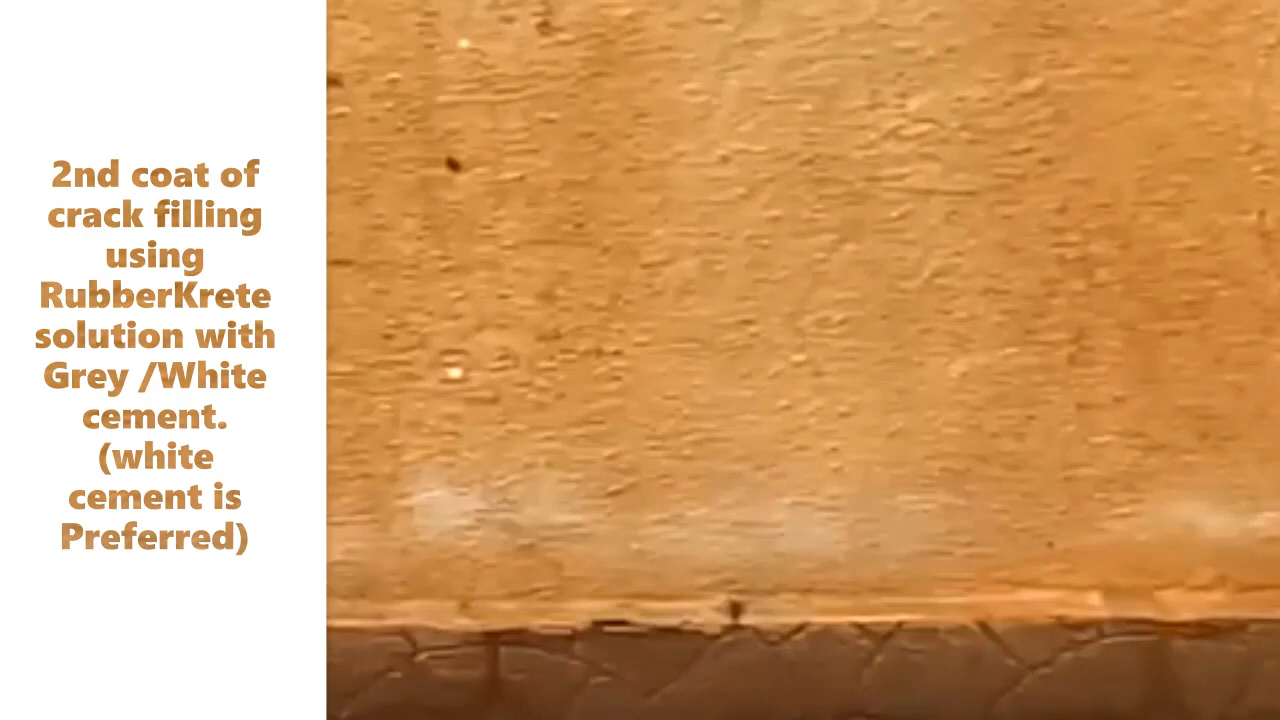 2nd coat of
crack filling
using
RubberKrete
solution with
Grey /White
cement.
(white
cement is
Preferred)